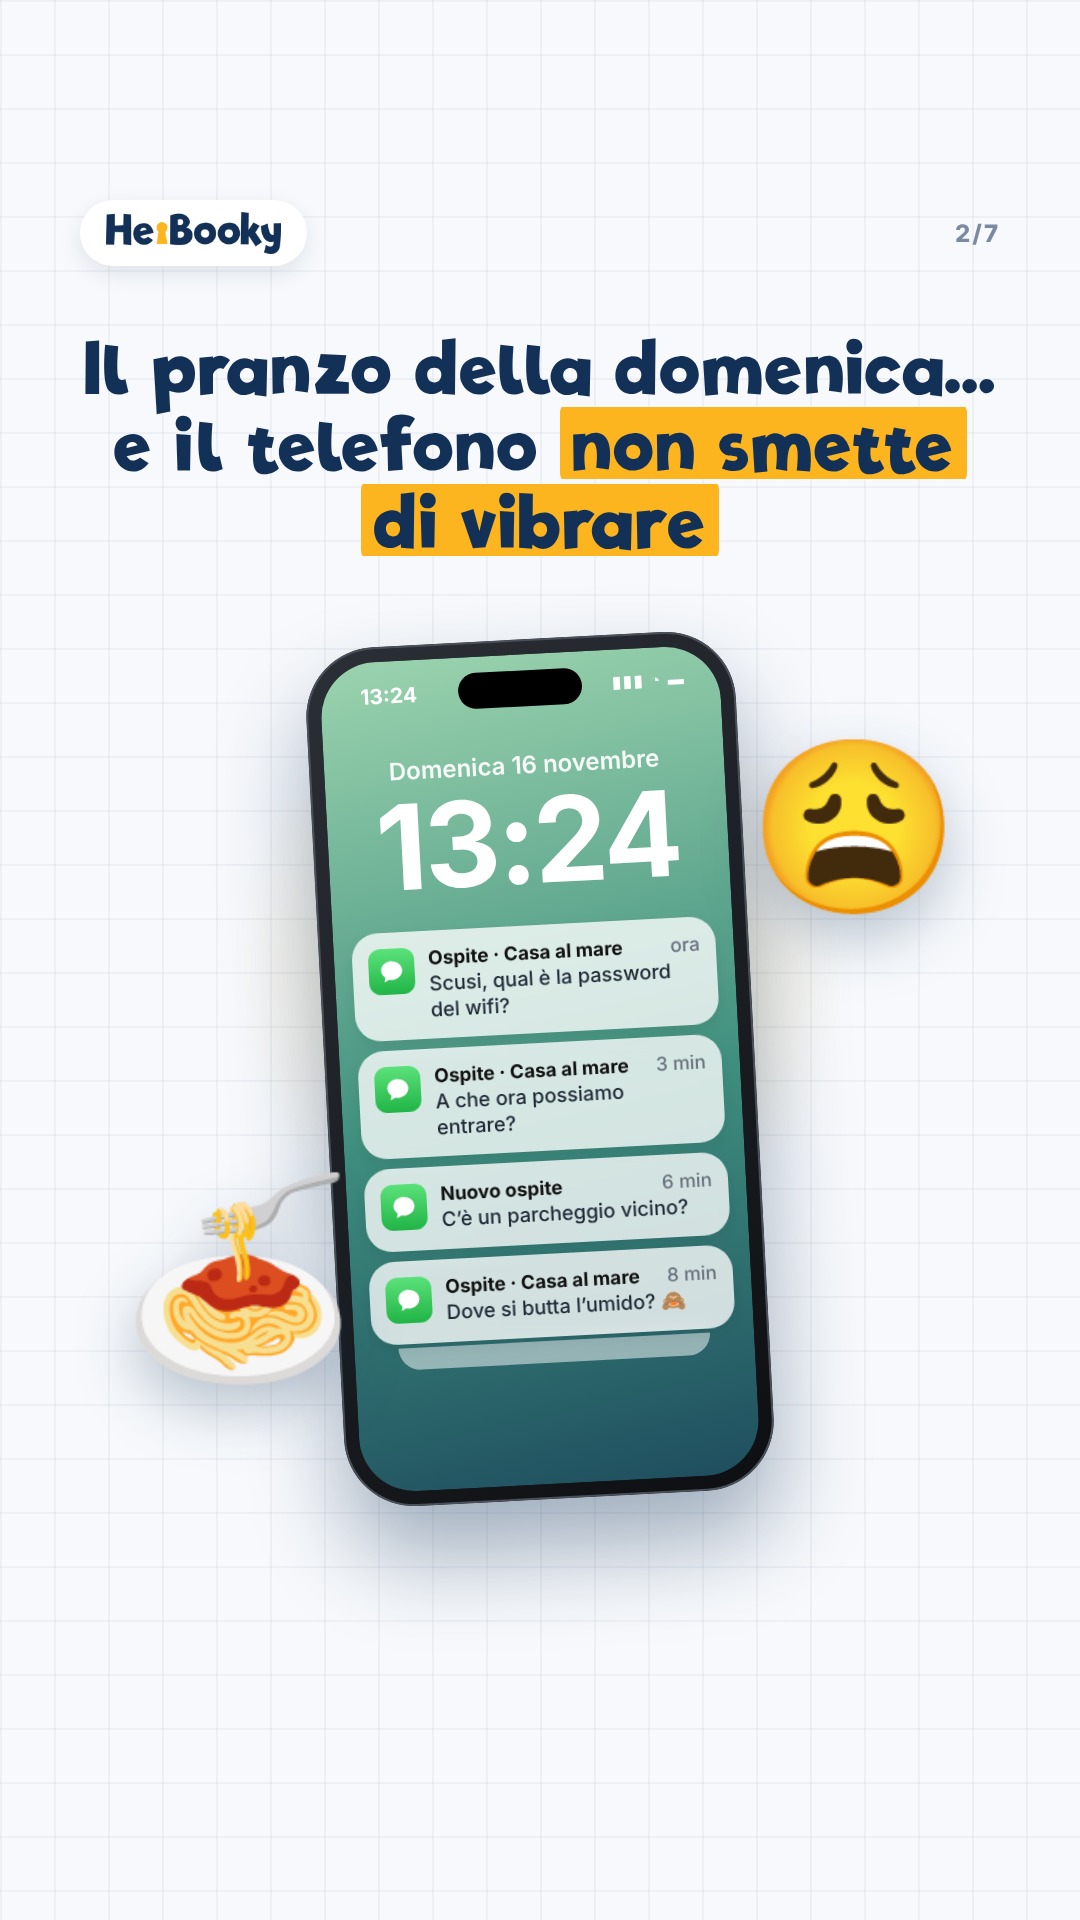 HeyBooky
2/7
Il pranzo della domenica...
e il telefono non smette
di vibrare
13:24
Domenica 16 novembre
13:24
Ospite · Casa al mare ora
Scusi, qual è la password
del wifi?
Ospite · Casa al mare 3 min
A che ora possiamo
entrare?
Nuovo ospite 6 min
C’è un parcheggio vicino?
Ospite · Casa al mare 8 min
Dove si butta l’umido? 🙈